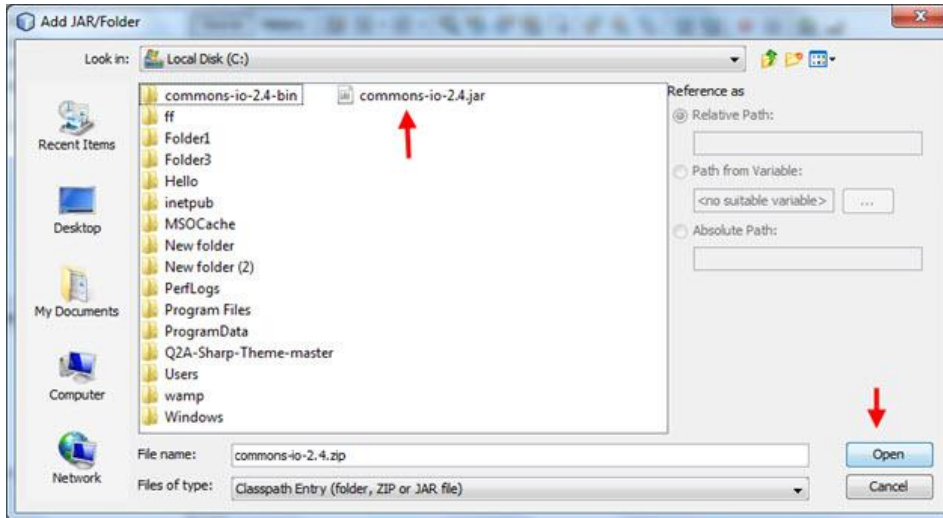 Add JAR/Folder
Look in: Local Disk (C:)
commons-io-2.4-bin
ff
Folder1
Folder3
Hello
inetpub
MSOCache
New folder
New folder (2)
PerfLogs
Program Files
ProgramData
Q2A-Sharp-Theme-master
Users
wamp
Windows
commons-io-2.4.jar
Recent Items
Desktop
My Documents
Computer
Network
Reference as
Relative Path:
Path from Variable:
<no suitable variable> ...
Absolute Path:
File name: commons-io-2.4.zip
Open
Files of type: Classpath Entry (folder, ZIP or JAR file)
Cancel